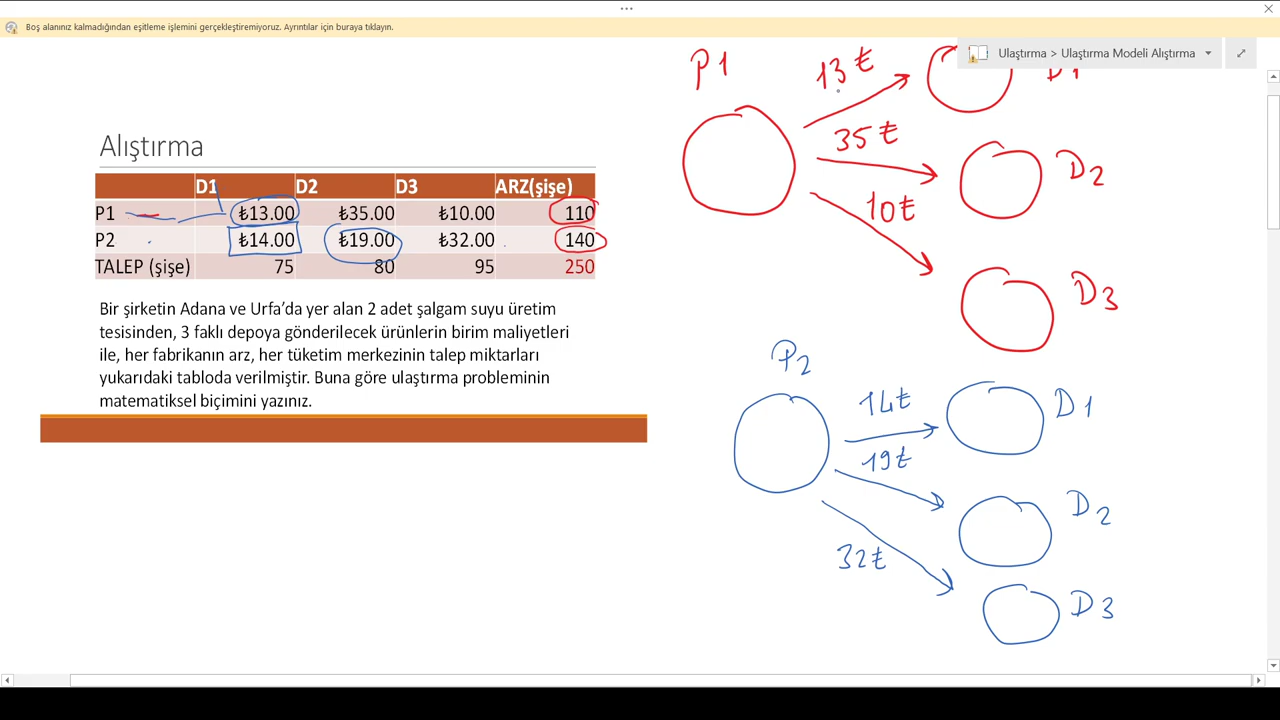 Boş alanınız kalmadığından eşitleme işlemini gerçekleştiremiyoruz. Ayrıntılar için buraya tıklayın.
Ulaştırma > Ulaştırma Modeli Alıştırma
Alıştırma
D1 D2 D3 ARZ(şişe)
P1 ₺13.00 ₺35.00 ₺10.00 110
P2 ₺14.00 ₺19.00 ₺32.00 140
TALEP (şişe) 75 80 95 250
Bir şirketin Adana ve Urfa’da yer alan 2 adet şalgam suyu üretim
tesisinden, 3 faklı depoya gönderilecek ürünlerin birim maliyetleri
ile, her fabrikanın arz, her tüketim merkezinin talep miktarları
yukarıdaki tabloda verilmiştir. Buna göre ulaştırma probleminin
matematiksel biçimini yazınız.
P1
13₺
D1
35₺
D2
10₺
D3
P2
14₺
D1
19₺
D2
32₺
D3